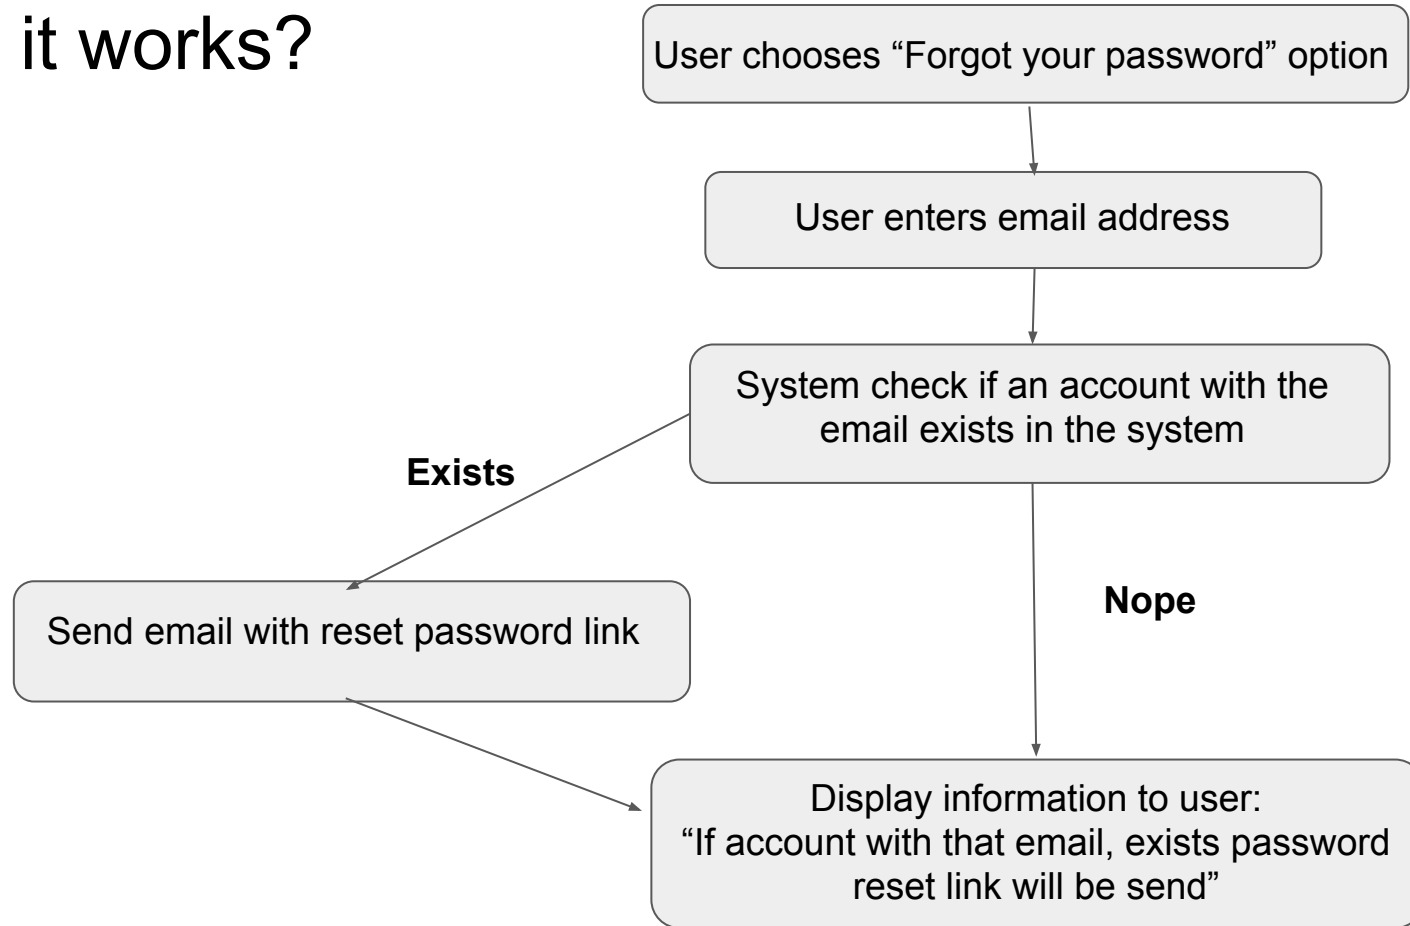 it works?
User chooses “Forgot your password” option
User enters email address
System check if an account with the
email exists in the system
Exists
Nope
Send email with reset password link
Display information to user:
“If account with that email, exists password
reset link will be send”